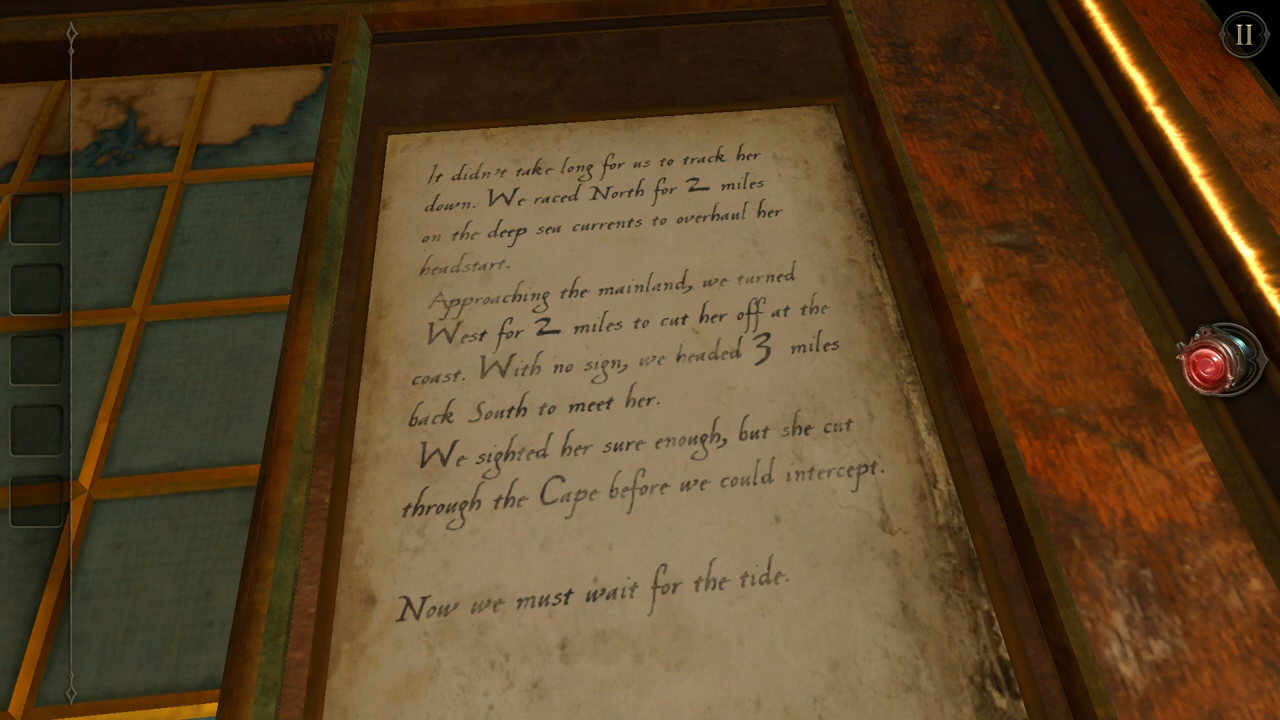 It didn't take long for us to track her
down. We raced North for 2 miles
on the deep sea currents to overhaul her
headstart.
Approaching the mainland, we turned
West for 2 miles to cut her off at the
coast. With no sign, we headed 3 miles
back South to meet her.
We sighted her sure enough, but she cut
through the Cape before we could intercept.
Now we must wait for the tide.